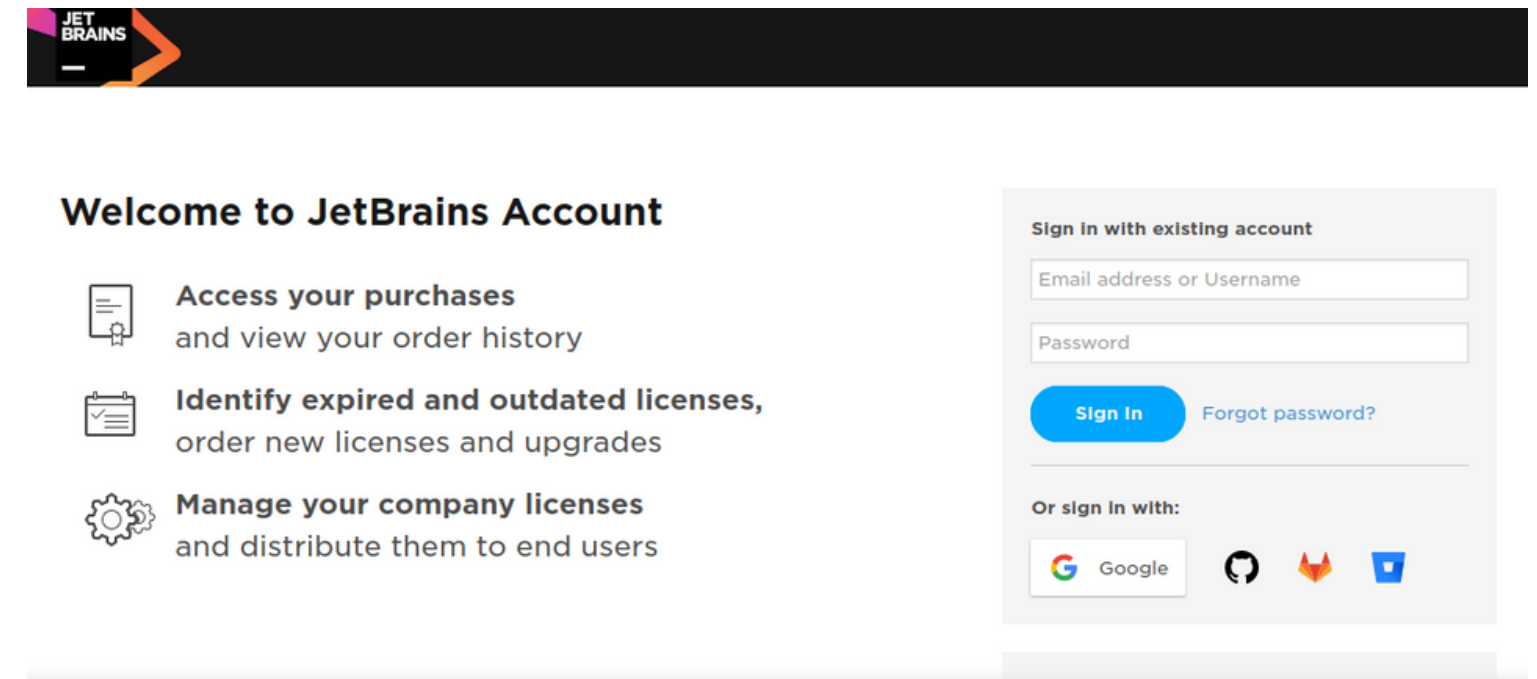 JET
BRAINS
Welcome to JetBrains Account
Access your purchases
and view your order history
Identify expired and outdated licenses,
order new licenses and upgrades
Manage your company licenses
and distribute them to end users
Sign in with existing account
Email address or Username
Password
Sign In
Forgot password?
Or sign in with:
Google